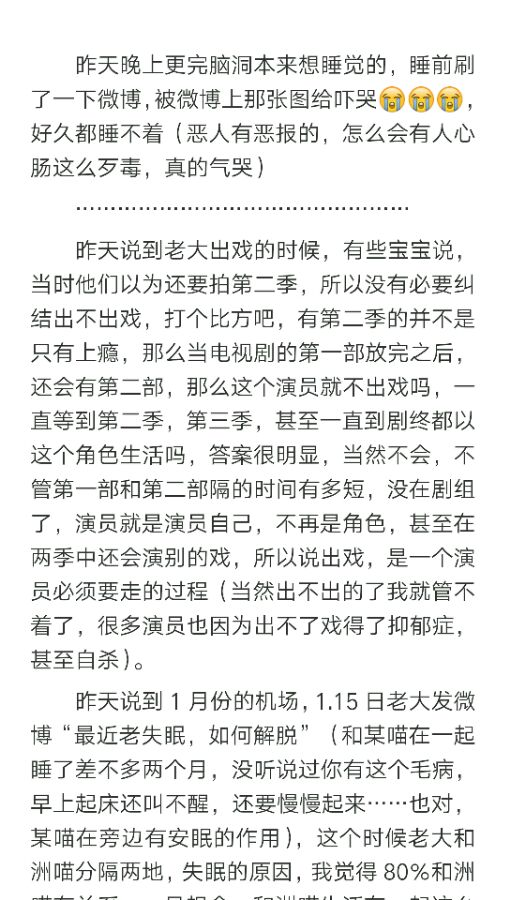 昨天晚上更完脑洞本来想睡觉的，睡前刷
了一下微博，被微博上那张图给吓哭😭😭😭，
好久都睡不着（恶人有恶报的，怎么会有人心
肠这么歹毒，真的气哭）
………………………………………
昨天说到老大出戏的时候，有些宝宝说，
当时他们以为还要拍第二季，所以没有必要纠
结出不出戏，打个比方吧，有第二季的并不是
只有上瘾，那么当电视剧的第一部放完之后，
还会有第二部，那么这个演员就不出戏吗，一
直等到第二季，第三季，甚至一直到剧终都以
这个角色生活吗，答案很明显，当然不会，不
管第一部和第二部隔的时间有多短，没在剧组
了，演员就是演员自己，不再是角色，甚至在
两季中还会演别的戏，所以说出戏，是一个演
员必须要走的过程（当然出不出的了我就管不
着了，很多演员也因为出不了戏得了抑郁症，
甚至自杀）。
昨天说到 1 月份的机场，1.15 日老大发微
博“最近老失眠，如何解脱”（和某喵在一起
睡了差不多两个月，没听说过你有这个毛病，
早上起床还叫不醒，还要慢慢起来……也对，
某喵在旁边有安眠的作用），这个时候老大和
洲喵分隔两地，失眠的原因，我觉得 80%和洲